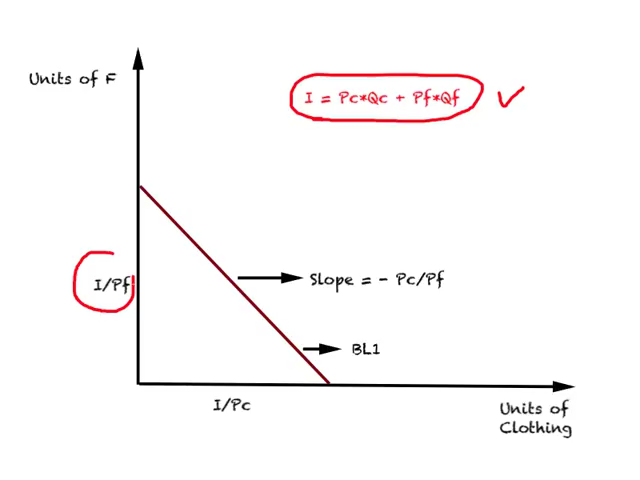 Units of F
I = Pc*Qc + Pf*Qf
I/Pf
Slope = - Pc/Pf
BL1
I/Pc
Units of
Clothing